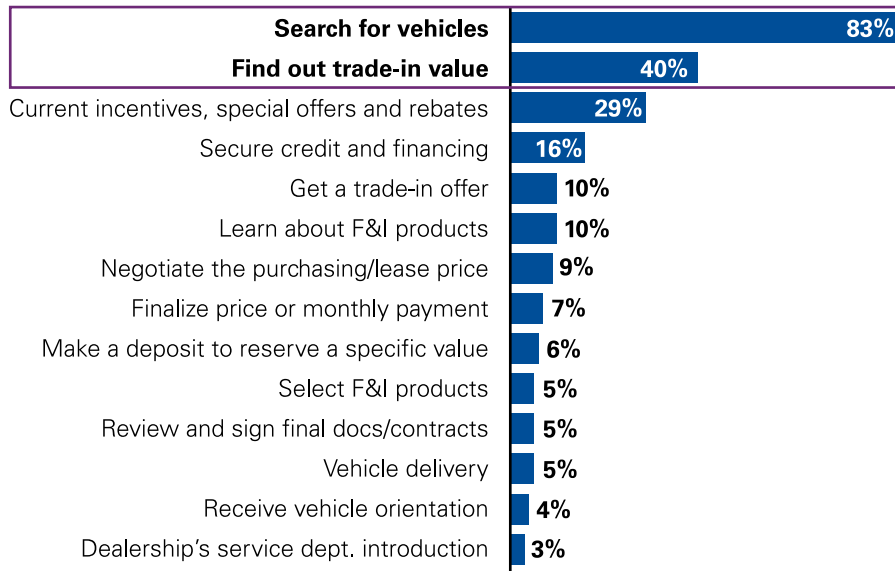 Search for vehicles 83%
Find out trade-in value 40%
Current incentives, special offers and rebates 29%
Secure credit and financing 16%
Get a trade-in offer 10%
Learn about F&I products 10%
Negotiate the purchasing/lease price 9%
Finalize price or monthly payment 7%
Make a deposit to reserve a specific value 6%
Select F&I products 5%
Review and sign final docs/contracts 5%
Vehicle delivery 5%
Receive vehicle orientation 4%
Dealership's service dept. introduction 3%